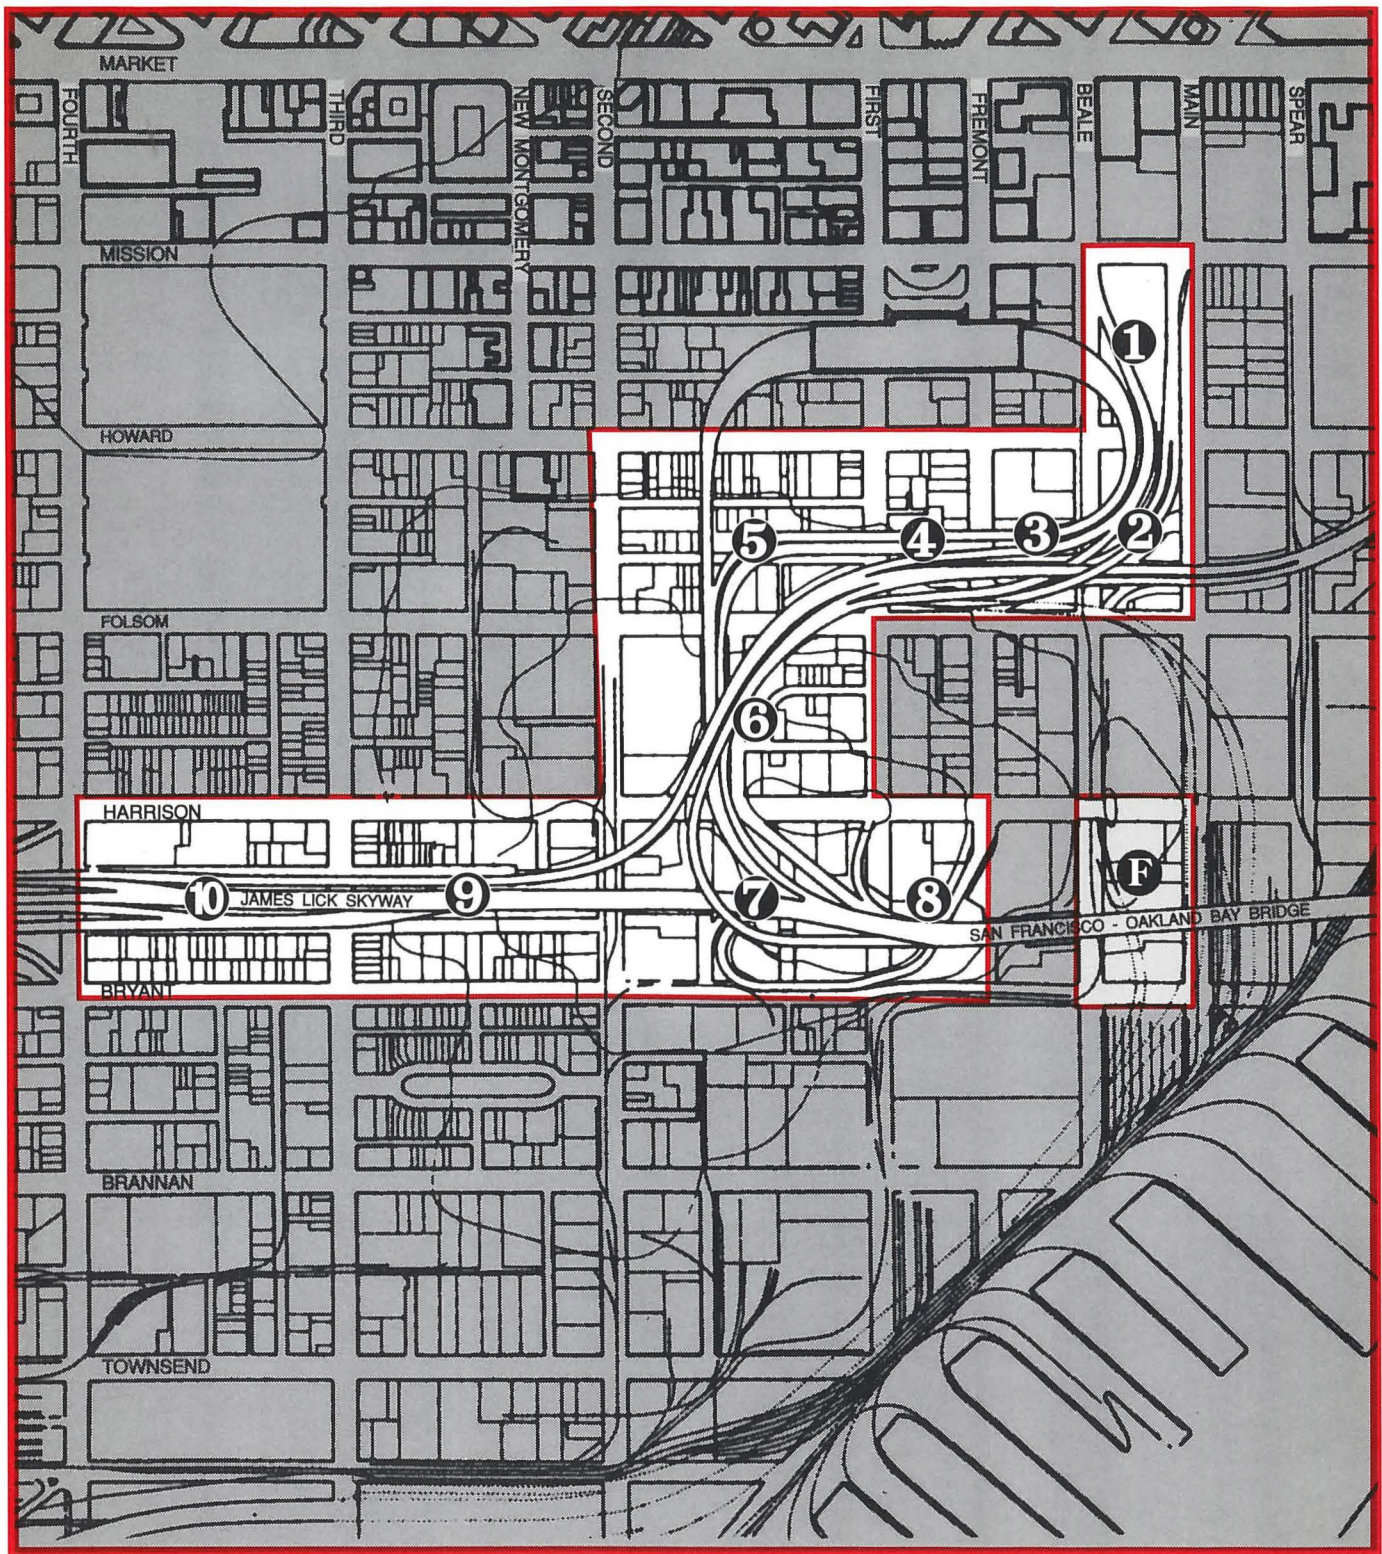 MARKET
FOURTH
THIRD
NEW MONTGOMERY
SECOND
FIRST
FREMONT
BEALE
MAIN
SPEAR
MISSION
1
HOWARD
5
4
3
2
FOLSOM
6
HARRISON
10
JAMES LICK SKYWAY
9
7
8
F
SAN FRANCISCO - OAKLAND BAY BRIDGE
BRYANT
BRANNAN
TOWNSEND